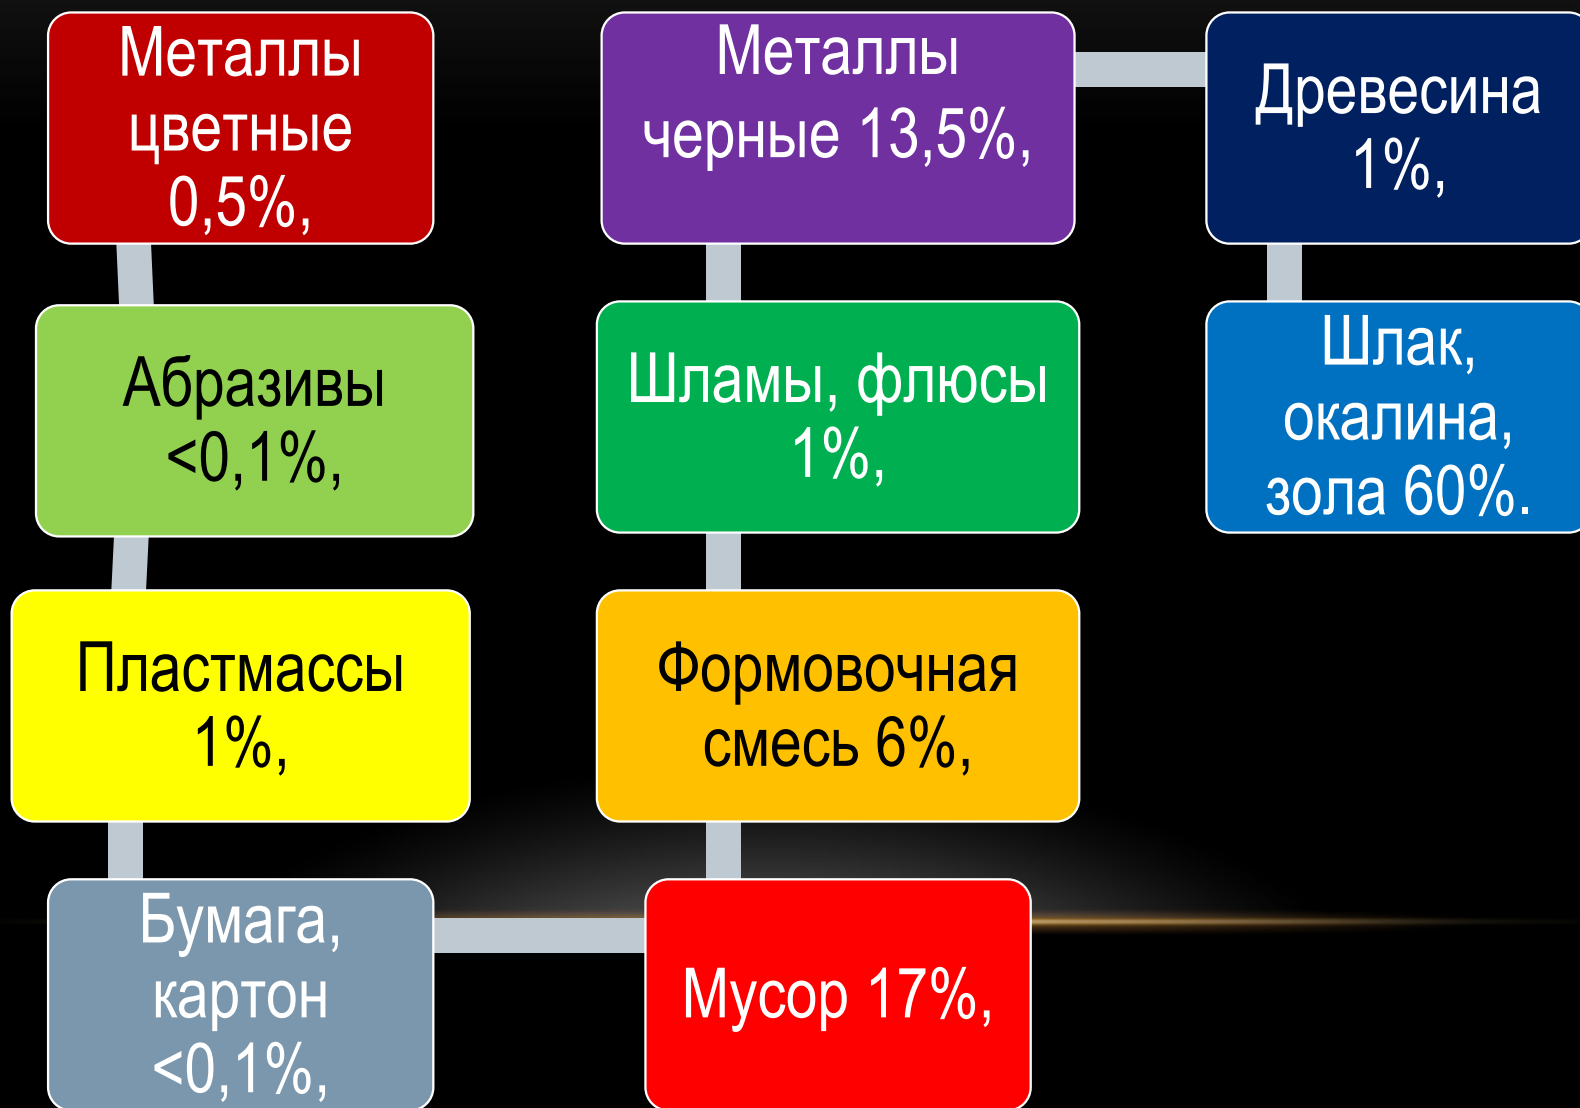 Металлы
цветные
0,5%,
Абразивы
<0,1%,
Пластмассы
1%,
Бумага,
картон
<0,1%,
Мусор 17%,
Формовочная
смесь 6%,
Шламы, флюсы
1%,
Металлы
черные 13,5%,
Древесина
1%,
Шлак,
окалина,
зола 60%.